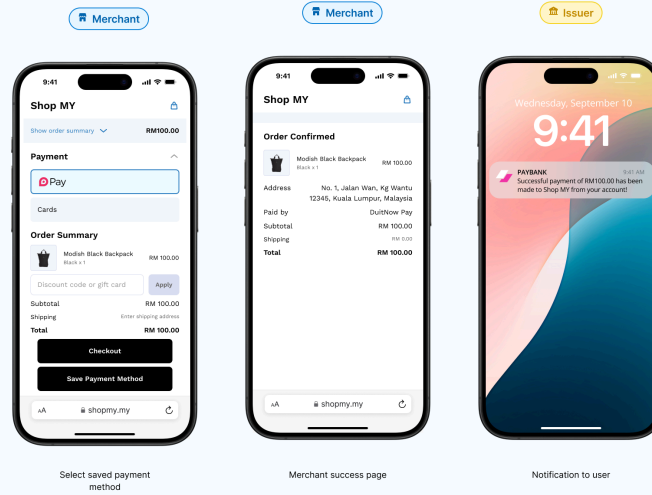 Merchant
9:41
Shop MY
Show order summary
RM100.00
Payment
Pay
Cards
Order Summary
Modish Black Backpack
Black x 1
RM 100.00
Discount code or gift card
Apply
Subtotal
RM 100.00
Shipping
Enter shipping address
Total
RM 100.00
Checkout
Save Payment Method
AA
shopmy.my
Select saved payment
method
Merchant
9:41
Shop MY
Order Confirmed
Modish Black Backpack
Black x 1
RM 100.00
Address
No. 1, Jalan Wan, Kg Wantu
12345, Kuala Lumpur, Malaysia
Paid by
DuitNow Pay
Subtotal
RM 100.00
Shipping
RM 0.00
Total
RM 100.00
AA
shopmy.my
Merchant success page
Issuer
Wednesday, September 10
9:41
PAYBANK
9:41 AM
Successful payment of RM100.00 has been
made to Shop MY from your account!
Notification to user